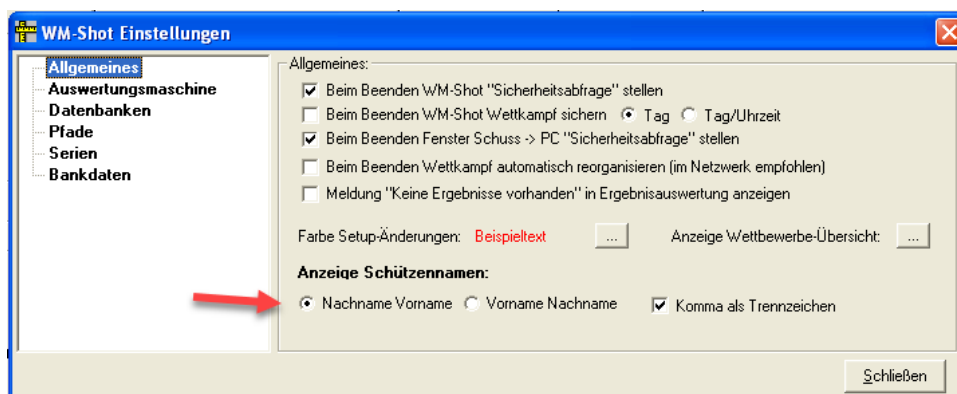 WM-Shot Einstellungen
Allgemeines
Auswertungsmaschine
Datenbanken
Pfade
Serien
Bankdaten
Allgemeines:
Beim Beenden WM-Shot "Sicherheitsabfrage" stellen
Beim Beenden WM-Shot Wettkampf sichern Tag Tag/Uhrzeit
Beim Beenden Fenster Schuss -> PC "Sicherheitsabfrage" stellen
Beim Beenden Wettkampf automatisch reorganisieren (im Netzwerk empfohlen)
Meldung "Keine Ergebnisse vorhanden" in Ergebnisauswertung anzeigen
Farbe Setup-Änderungen: Beispieltext ... Anzeige Wettbewerbe-Übersicht: ...
Anzeige Schützennamen:
Nachname Vorname Vorname Nachname Komma als Trennzeichen
Schließen